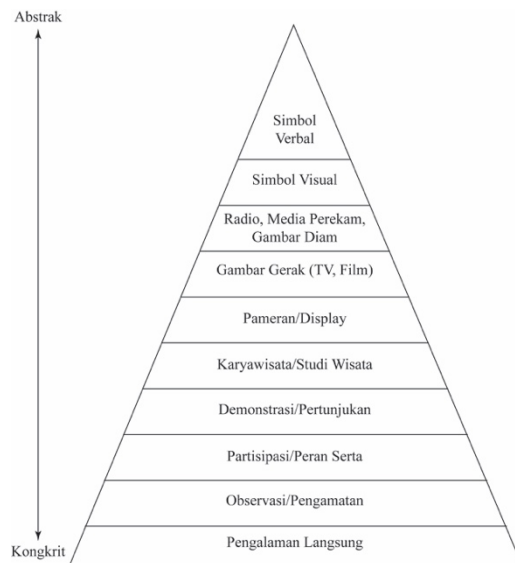 Abstrak
Simbol
Verbal
Simbol Visual
Radio, Media Perekam,
Gambar Diam
Gambar Gerak (TV, Film)
Pameran/Display
Karyawisata/Studi Wisata
Demonstrasi/Pertunjukan
Partisipasi/Peran Serta
Observasi/Pengamatan
Pengalaman Langsung
Kongkrit